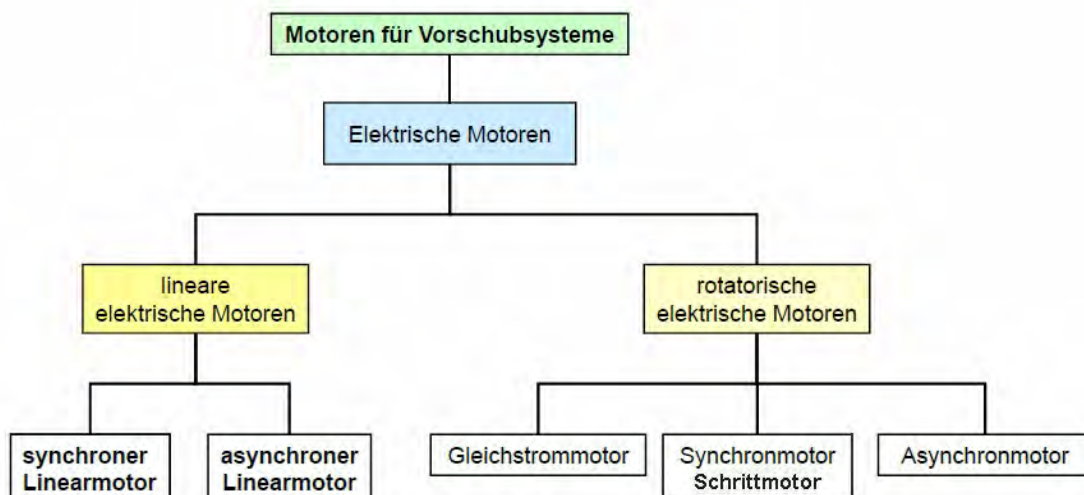 Motoren für Vorschubsysteme
Elektrische Motoren
lineare
elektrische Motoren
rotatorische
elektrische Motoren
synchroner
Linearmotor
asynchroner
Linearmotor
Gleichstrommotor
Synchronmotor
Schrittmotor
Asynchronmotor